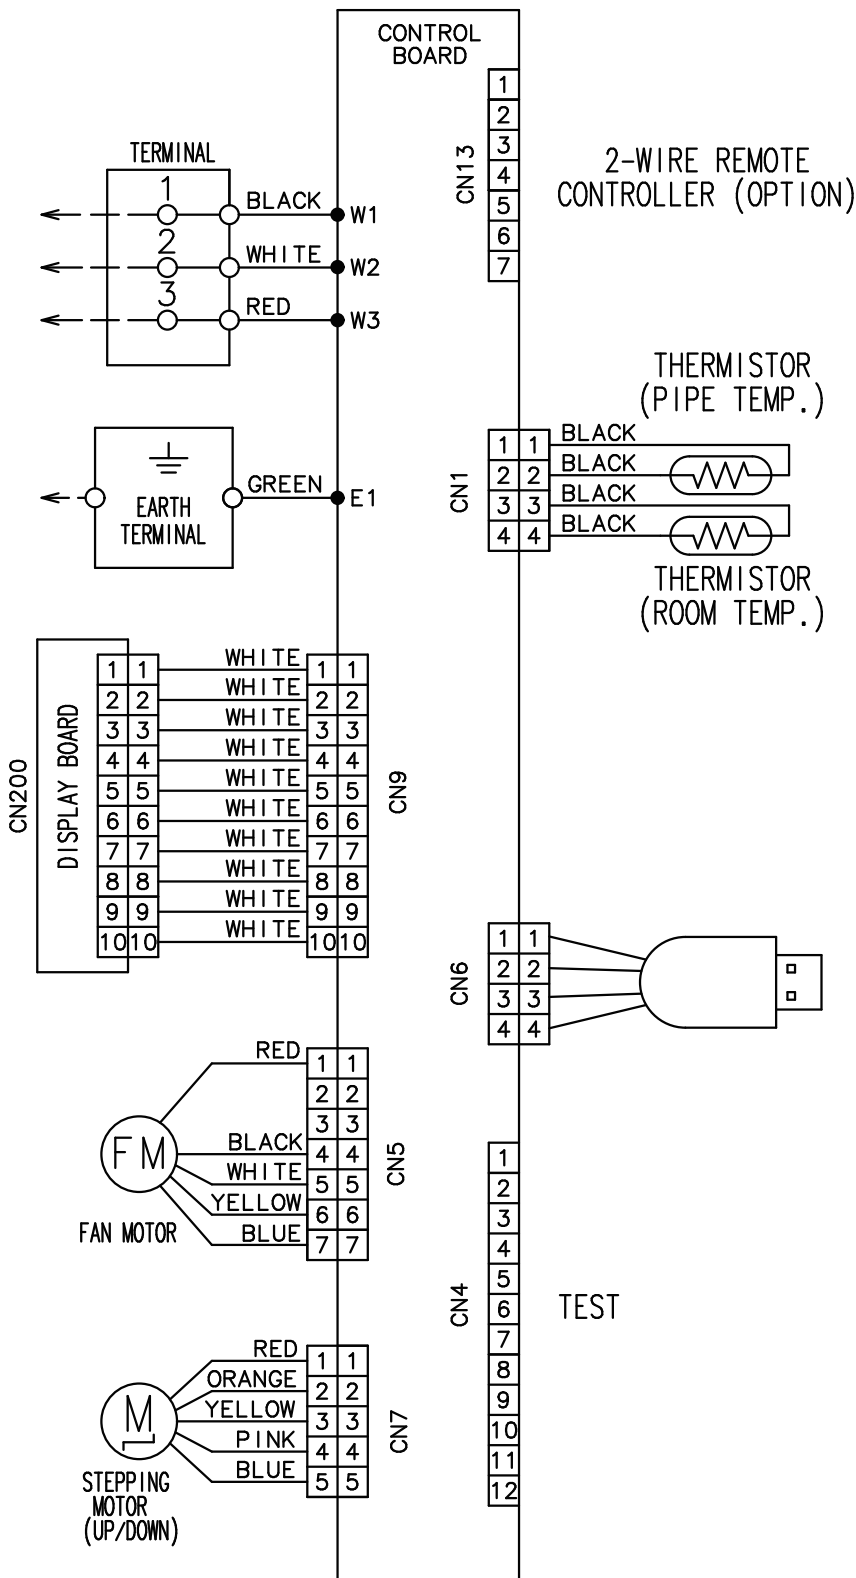 CONTROL
BOARD
TERMINAL
1
BLACK
W1
2
WHITE
W2
3
RED
W3
CN13
1
2
3
4
5
6
7
2-WIRE REMOTE
CONTROLLER (OPTION)
EARTH
TERMINAL
GREEN
E1
THERMISTOR
(PIPE TEMP.)
CN1
1 1 BLACK
2 2 BLACK
3 3 BLACK
4 4 BLACK
THERMISTOR
(ROOM TEMP.)
CN200
DISPLAY BOARD
1 1 WHITE 1 1
2 2 WHITE 2 2
3 3 WHITE 3 3
4 4 WHITE 4 4
5 5 WHITE 5 5
6 6 WHITE 6 6
7 7 WHITE 7 7
8 8 WHITE 8 8
9 9 WHITE 9 9
10 10 WHITE 10 10
CN9
CN6
1 1
2 2
3 3
4 4
FM
FAN MOTOR
RED 1 1
2 2
3 3
BLACK 4 4
WHITE 5 5
YELLOW 6 6
BLUE 7 7
CN5
CN4
1
2
3
4
5
6
7
8
9
10
11
12
TEST
M
STEPPING
MOTOR
(UP/DOWN)
RED 1 1
ORANGE 2 2
YELLOW 3 3
PINK 4 4
BLUE 5 5
CN7